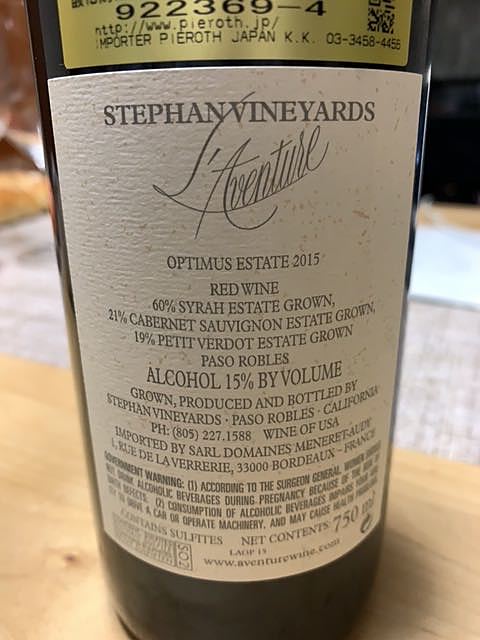 922369-4
http://www.pieroth.jp/
IMPORTER PIEROTH JAPAN K.K. 03-3458-4455
STEPHAN VINEYARDS
L'Aventure
OPTIMUS ESTATE 2015
RED WINE
60% SYRAH ESTATE GROWN,
21% CABERNET SAUVIGNON ESTATE GROWN,
19% PETIT VERDOT ESTATE GROWN
PASO ROBLES
ALCOHOL 15% BY VOLUME
GROWN, PRODUCED AND BOTTLED BY
STEPHAN VINEYARDS · PASO ROBLES · CALIFORNIA
PH: (805) 227.1588 WINE OF USA
IMPORTED BY SARL DOMAINES MENERET-AUDY
1, RUE DE LA VERRERIE, 33000 BORDEAUX - FRANCE
GOVERNMENT WARNING: (1) ACCORDING TO THE SURGEON GENERAL, WOMEN SHOULD
NOT DRINK ALCOHOLIC BEVERAGES DURING PREGNANCY BECAUSE OF THE RISK OF
BIRTH DEFECTS. (2) CONSUMPTION OF ALCOHOLIC BEVERAGES IMPAIRS YOUR ABILI-
TY TO DRIVE A CAR OR OPERATE MACHINERY, AND MAY CAUSE HEALTH PROBLEMS.
CONTAINS SULFITES NET CONTENTS: 750 ml
LAOP 15
www.aventurewine.com
SO2